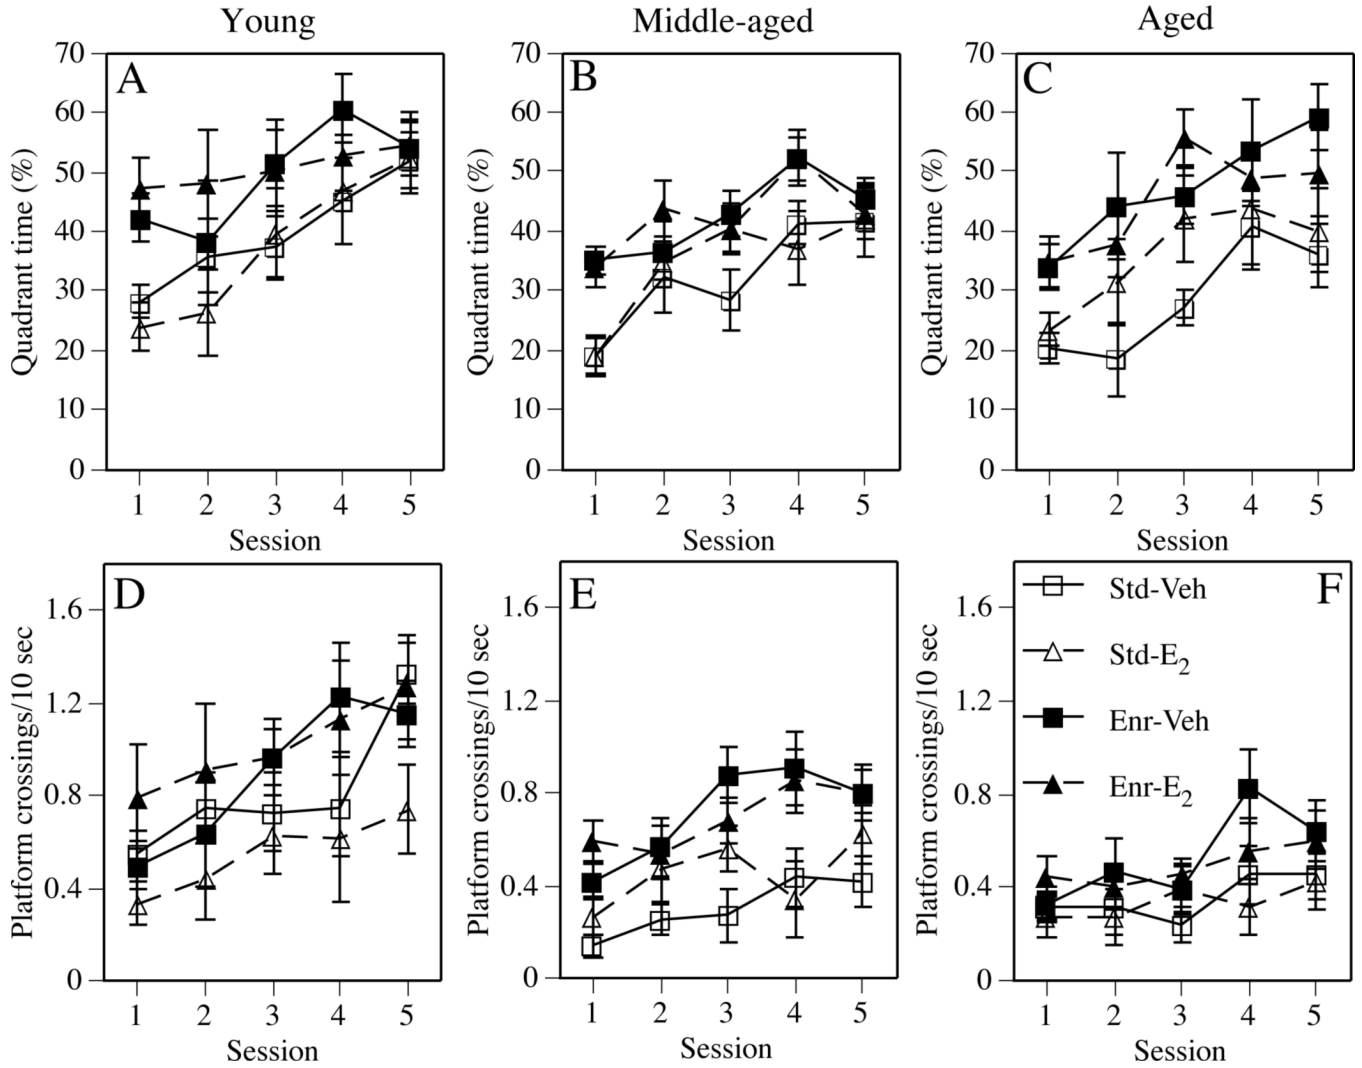 Young
Middle-aged
Aged
A
B
C
Quadrant time (%)
70
60
50
40
30
20
10
0
1 2 3 4 5
Session
Quadrant time (%)
70
60
50
40
30
20
10
0
1 2 3 4 5
Session
Quadrant time (%)
70
60
50
40
30
20
10
0
1 2 3 4 5
Session
D
Platform crossings/10 sec
1.6
1.2
0.8
0.4
0
1 2 3 4 5
Session
E
Platform crossings/10 sec
1.6
1.2
0.8
0.4
0
1 2 3 4 5
Session
F
Platform crossings/10 sec
1.6
1.2
0.8
0.4
0
Std-Veh
Std-E₂
Enr-Veh
Enr-E₂
1 2 3 4 5
Session